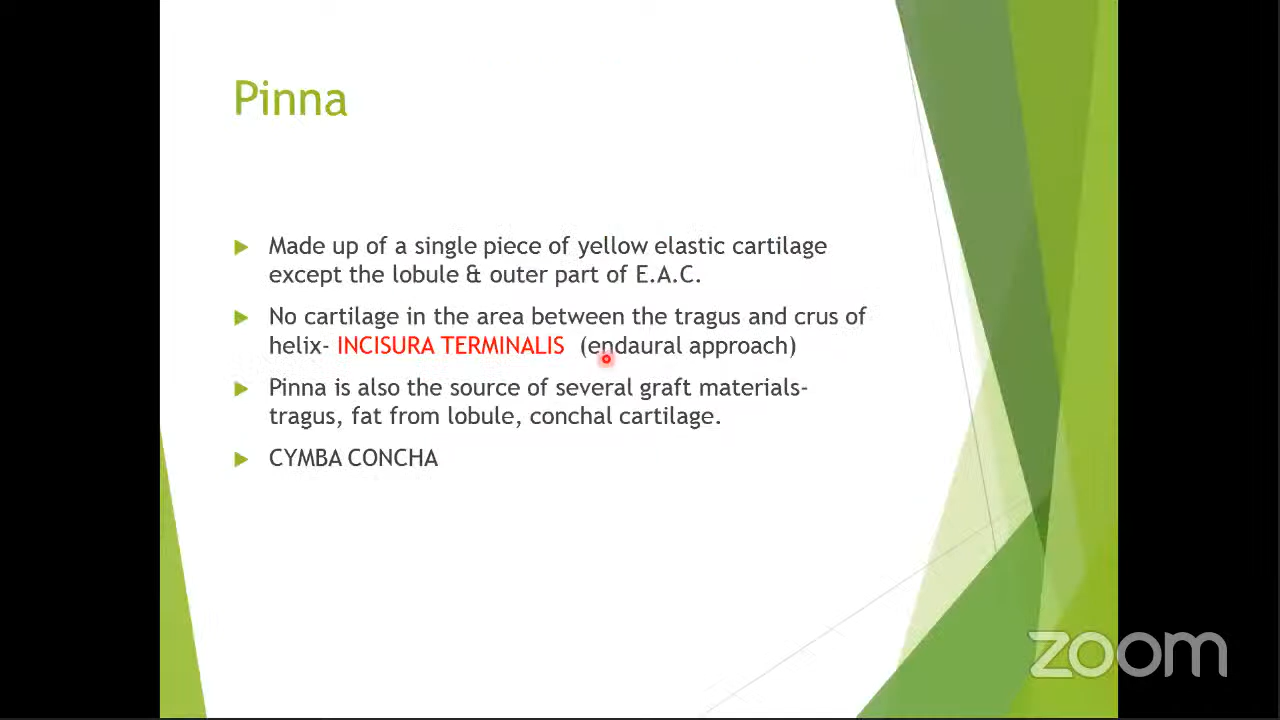 Pinna
Made up of a single piece of yellow elastic cartilage
except the lobule & outer part of E.A.C.
No cartilage in the area between the tragus and crus of
helix- INCISURA TERMINALIS (endaural approach)
Pinna is also the source of several graft materials-
tragus, fat from lobule, conchal cartilage.
CYMBA CONCHA
zoom